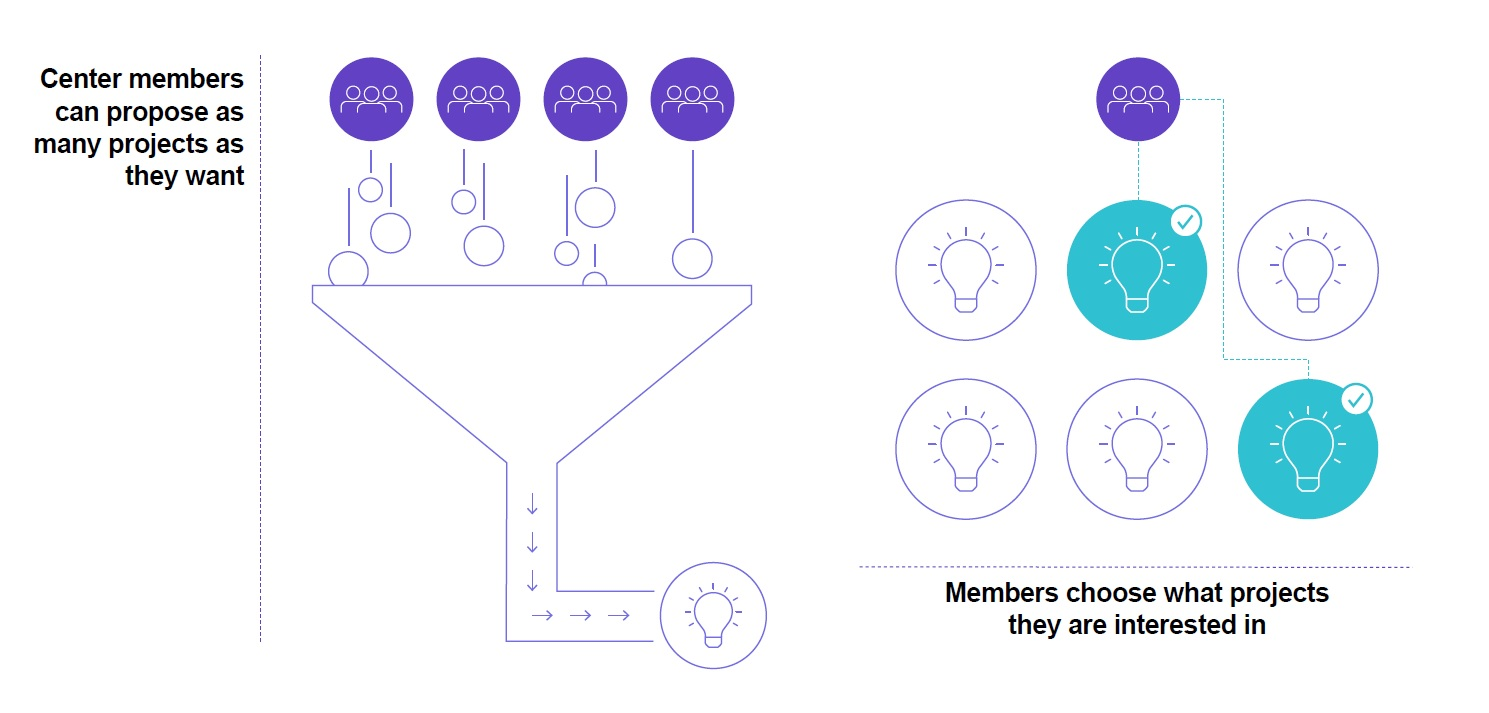 Center members
can propose as
many projects as
they want
Members choose what projects
they are interested in